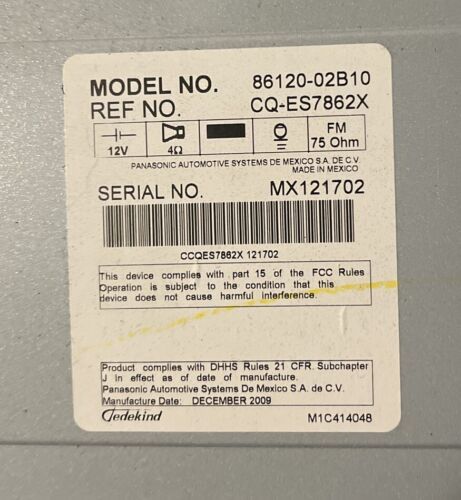 MODEL NO. 86120-02B10
REF NO. CQ-ES7862X
12V 4Ω FM 75 Ohm
PANASONIC AUTOMOTIVE SYSTEMS DE MEXICO S.A. DE C.V.
MADE IN MEXICO
SERIAL NO. MX121702
CCQES7862X 121702
This device complies with part 15 of the FCC Rules
Operation is subject to the condition that this
device does not cause harmful interference.
Product complies with DHHS Rules 21 CFR. Subchapter
J in effect as of date of manufacture.
Panasonic Automotive Systems De Mexico S.A. de C.V.
Manufacture Date: DECEMBER 2009
Gedekind M1C414048